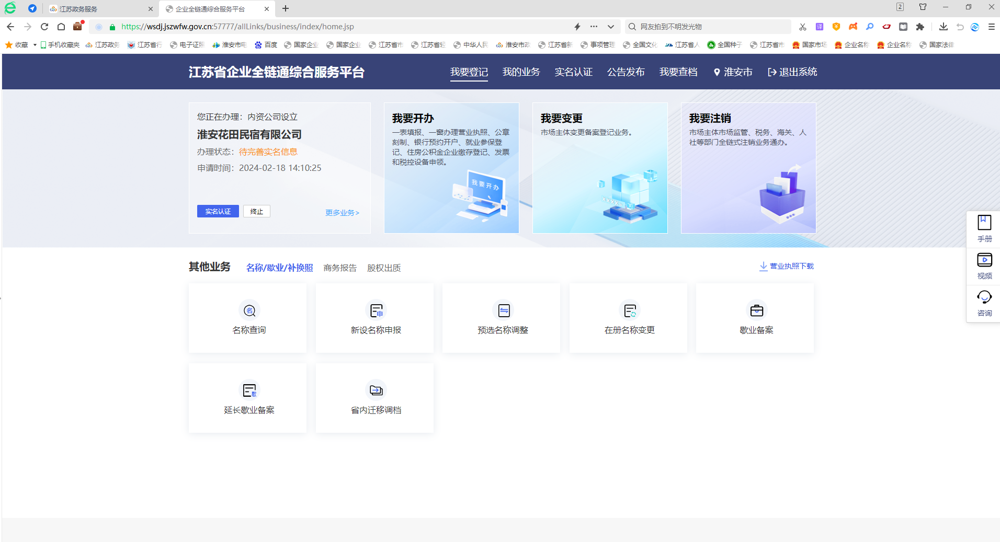 江苏政务服务
企业全链通综合服务平台
2
https://wsdj.jszwfw.gov.cn:57777/allLinks/business/index/home.jsp
网友拍到不明发光物
译
收藏
手机收藏夹
江苏政务
江苏省行
电子证照
淮安市电
百度
国家企业
国家企业
江苏省市
江苏省轻
中华人民
淮安市政
江苏省新
事项管理
全国文化
江苏省人
全国种子
江苏省市
国家市场
企业名称
企业名称
国家法律
江苏省企业全链通综合服务平台
我要登记
我的业务
实名认证
公告发布
我要查档
淮安市
退出系统
您正在办理：内资公司设立
淮安花田民宿有限公司
办理状态：待完善实名信息
申请时间：2024-02-18 14:10:25
实名认证
终止
更多业务>
我要开办
一表填报、一窗办理营业执照、公章
刻制、银行预约开户、就业参保登
记、住房公积金企业缴存登记、发票
和税控设备申领。
我要开办
我要变更
市场主体变更备案登记业务。
XXXX
我要注销
市场主体市场监管、税务、海关、人
社等部门全链式注销业务通办。
手册
视频
咨询
其他业务
名称/歇业/补换照
商务报告
股权出质
营业执照下载
名
名称查询
申
新设名称申报
预选名称调整
在册名称变更
歇业备案
歇
延长歇业备案
省内迁移调档